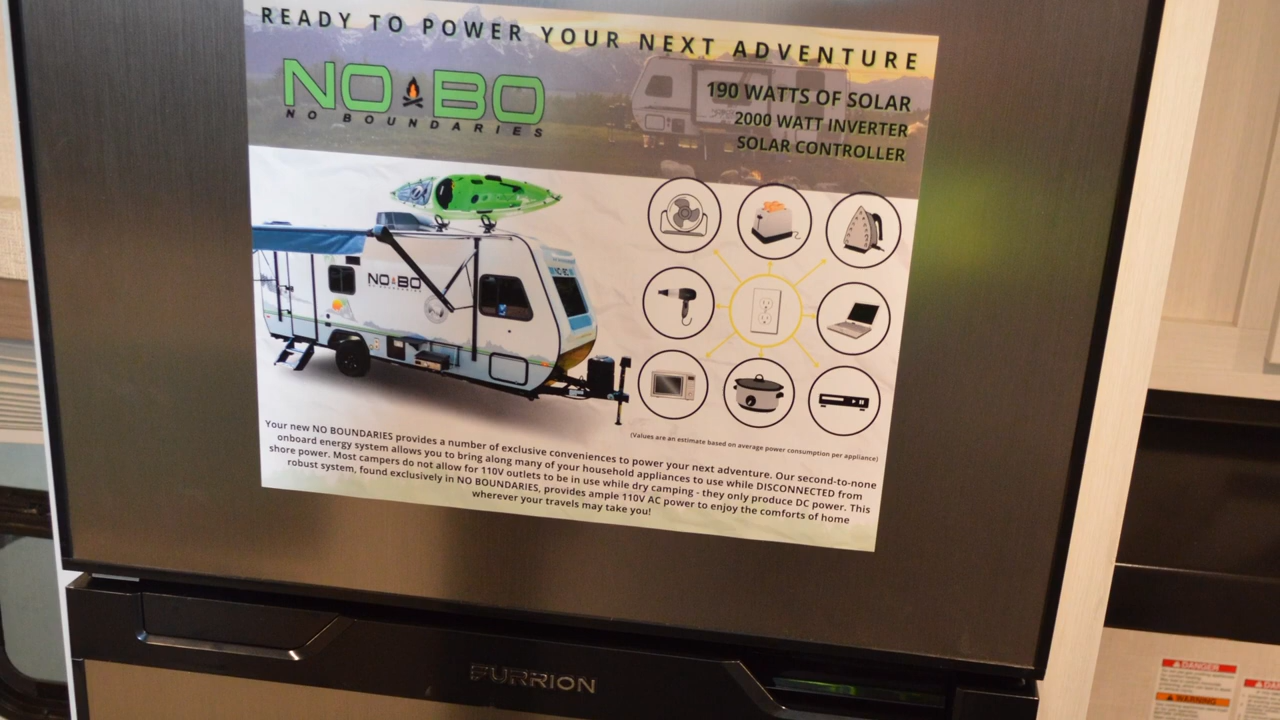 READY TO POWER YOUR NEXT ADVENTURE
NO BO
NO BOUNDARIES
190 WATTS OF SOLAR
2000 WATT INVERTER
SOLAR CONTROLLER
NO BO
(Values are an estimate based on average power consumption per appliance)
Your new NO BOUNDARIES provides a number of exclusive conveniences to power your next adventure. Our second-to-none
onboard energy system allows you to bring along many of your household appliances to use while DISCONNECTED from
shore power. Most campers do not allow for 110V outlets to be in use while dry camping - they only produce DC power. This
robust system, found exclusively in NO BOUNDARIES, provides ample 110V AC power to enjoy the comforts of home
wherever your travels may take you!
FURRION
DANGER
WARNING